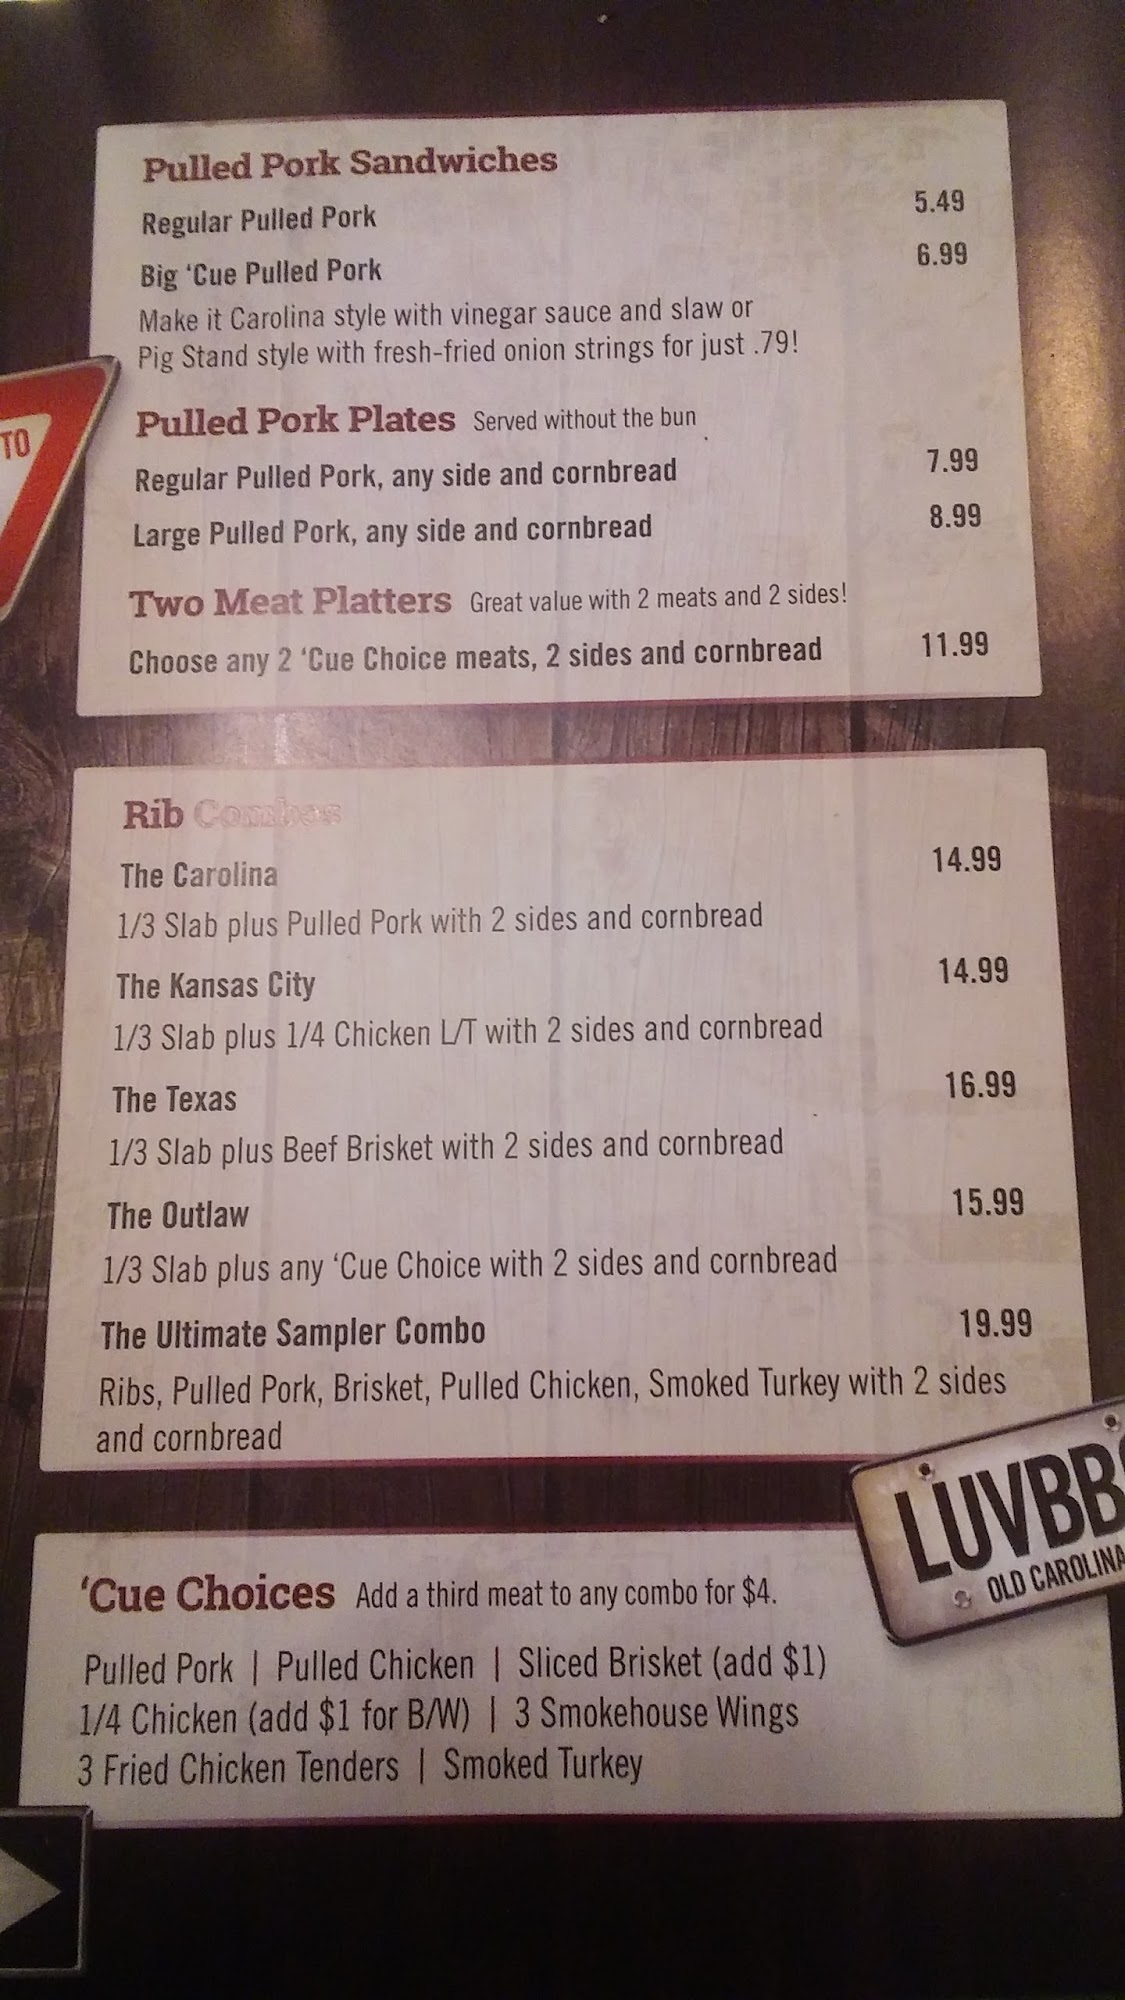 Pulled Pork Sandwiches
Regular Pulled Pork 5.49
Big ‘Cue Pulled Pork 6.99
Make it Carolina style with vinegar sauce and slaw or
Pig Stand style with fresh-fried onion strings for just .79!
TO
Pulled Pork Plates Served without the bun
Regular Pulled Pork, any side and cornbread 7.99
Large Pulled Pork, any side and cornbread 8.99
Two Meat Platters Great value with 2 meats and 2 sides!
Choose any 2 ‘Cue Choice meats, 2 sides and cornbread 11.99
Rib Combos
The Carolina 14.99
1/3 Slab plus Pulled Pork with 2 sides and cornbread
The Kansas City 14.99
1/3 Slab plus 1/4 Chicken L/T with 2 sides and cornbread
The Texas 16.99
1/3 Slab plus Beef Brisket with 2 sides and cornbread
The Outlaw 15.99
1/3 Slab plus any ‘Cue Choice with 2 sides and cornbread
The Ultimate Sampler Combo 19.99
Ribs, Pulled Pork, Brisket, Pulled Chicken, Smoked Turkey with 2 sides
and cornbread
LUVBB
OLD CAROLINA
‘Cue Choices Add a third meat to any combo for $4.
Pulled Pork | Pulled Chicken | Sliced Brisket (add $1)
1/4 Chicken (add $1 for B/W) | 3 Smokehouse Wings
3 Fried Chicken Tenders | Smoked Turkey